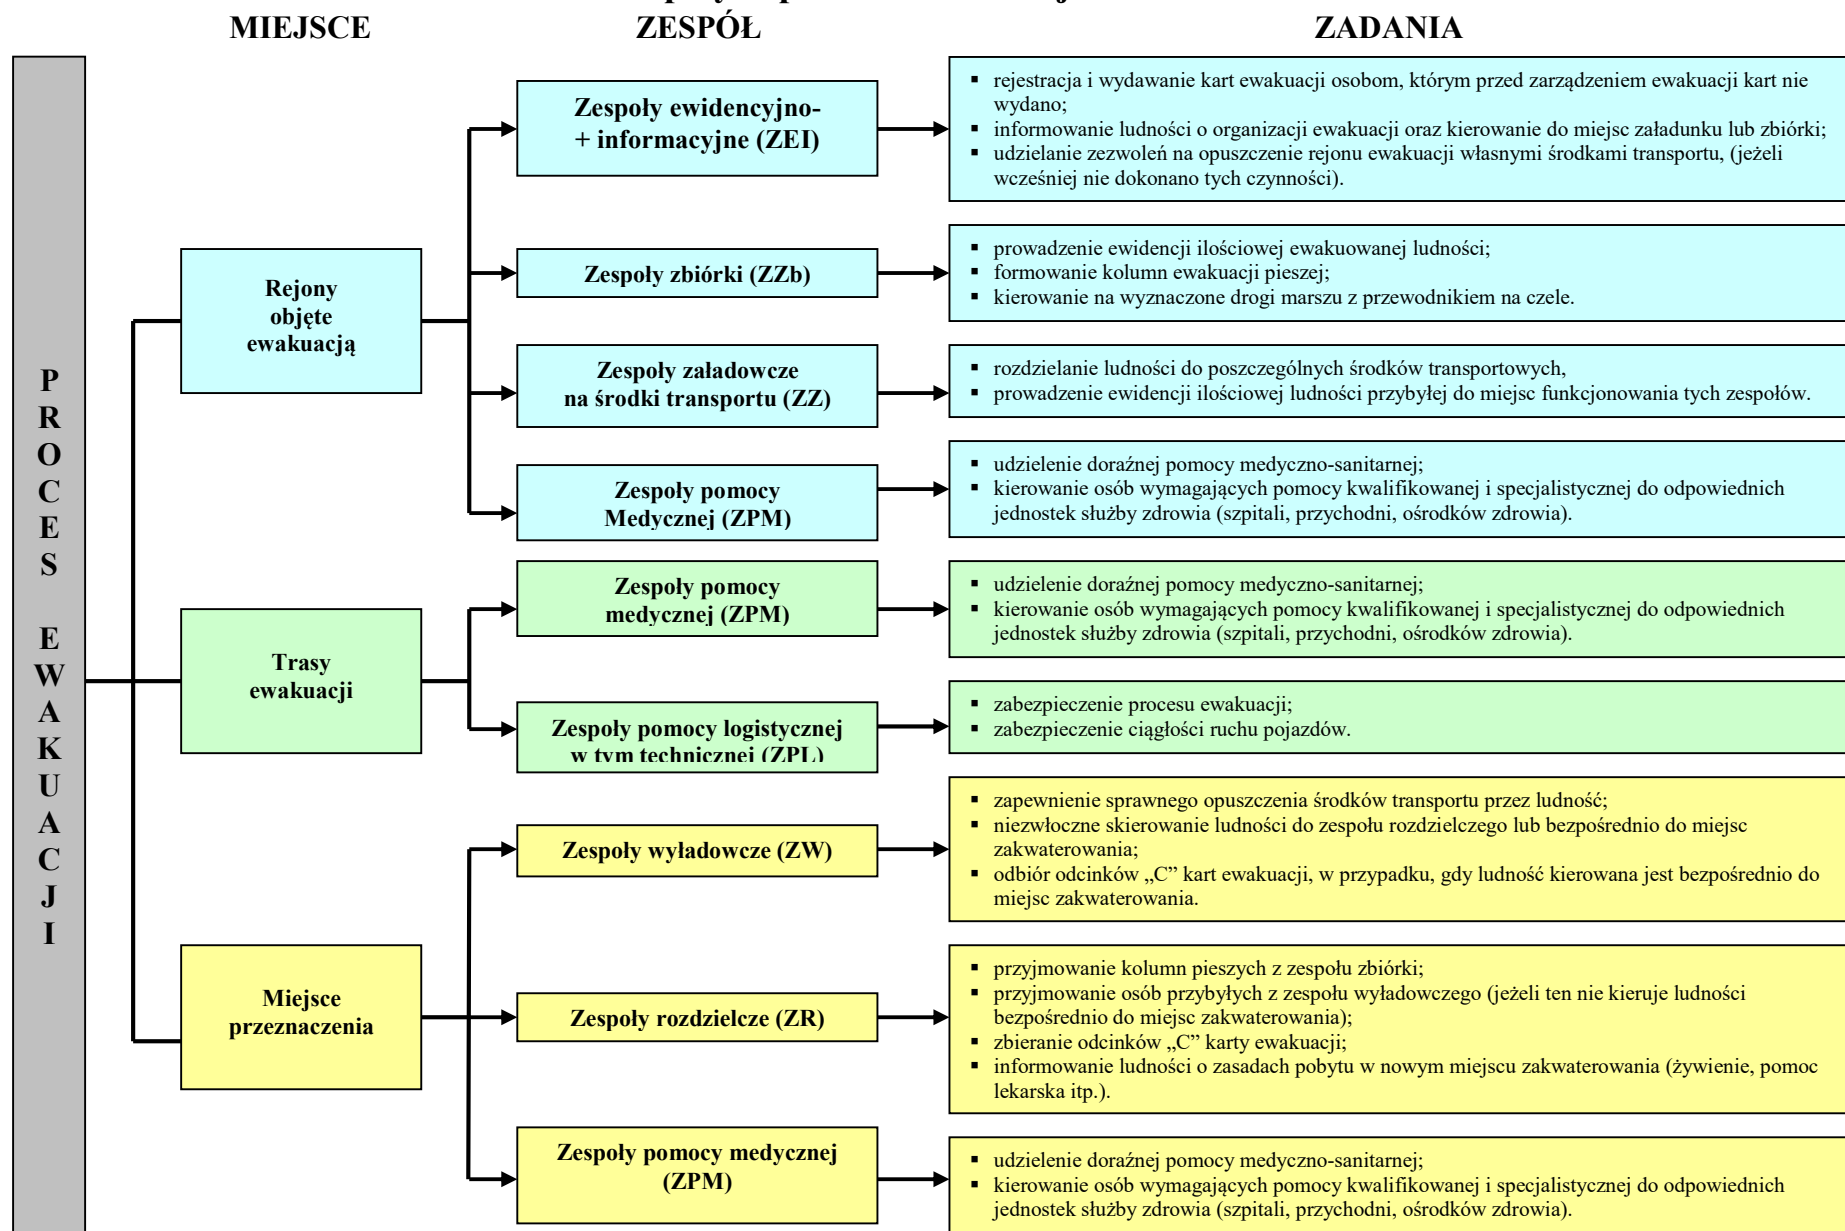 MIEJSCE ZESPÓŁ ZADANIA
PROCES EWAKUACJI
Rejony
objęte
ewakuacją
Zespoły ewidencyjno-
+ informacyjne (ZEI)
▪ rejestracja i wydawanie kart ewakuacji osobom, którym przed zarządzeniem ewakuacji kart nie
wydano;
▪ informowanie ludności o organizacji ewakuacji oraz kierowanie do miejsc załadunku lub zbiórki;
▪ udzielanie zezwoleń na opuszczenie rejonu ewakuacji własnymi środkami transportu, (jeżeli
wcześniej nie dokonano tych czynności).
Zespoły zbiórki (ZZb)
▪ prowadzenie ewidencji ilościowej ewakuowanej ludności;
▪ formowanie kolumn ewakuacji pieszej;
▪ kierowanie na wyznaczone drogi marszu z przewodnikiem na czele.
Zespoły załadowcze
na środki transportu (ZZ)
▪ rozdzielanie ludności do poszczególnych środków transportowych,
▪ prowadzenie ewidencji ilościowej ludności przybyłej do miejsc funkcjonowania tych zespołów.
Zespoły pomocy
Medycznej (ZPM)
▪ udzielenie doraźnej pomocy medyczno-sanitarnej;
▪ kierowanie osób wymagających pomocy kwalifikowanej i specjalistycznej do odpowiednich
jednostek służby zdrowia (szpitali, przychodni, ośrodków zdrowia).
Trasy
ewakuacji
Zespoły pomocy
medycznej (ZPM)
▪ udzielenie doraźnej pomocy medyczno-sanitarnej;
▪ kierowanie osób wymagających pomocy kwalifikowanej i specjalistycznej do odpowiednich
jednostek służby zdrowia (szpitali, przychodni, ośrodków zdrowia).
Zespoły pomocy logistycznej
w tym technicznej (ZPL)
▪ zabezpieczenie procesu ewakuacji;
▪ zabezpieczenie ciągłości ruchu pojazdów.
Miejsce
przeznaczenia
Zespoły wyładowcze (ZW)
▪ zapewnienie sprawnego opuszczenia środków transportu przez ludność;
▪ niezwłoczne skierowanie ludności do zespołu rozdzielczego lub bezpośrednio do miejsc
zakwaterowania;
▪ odbiór odcinków „C” kart ewakuacji, w przypadku, gdy ludność kierowana jest bezpośrednio do
miejsc zakwaterowania.
Zespoły rozdzielcze (ZR)
▪ przyjmowanie kolumn pieszych z zespołu zbiórki;
▪ przyjmowanie osób przybyłych z zespołu wyładowczego (jeżeli ten nie kieruje ludności
bezpośrednio do miejsc zakwaterowania);
▪ zbieranie odcinków „C” karty ewakuacji;
▪ informowanie ludności o zasadach pobytu w nowym miejscu zakwaterowania (żywienie, pomoc
lekarska itp.).
Zespoły pomocy medycznej
(ZPM)
▪ udzielenie doraźnej pomocy medyczno-sanitarnej;
▪ kierowanie osób wymagających pomocy kwalifikowanej i specjalistycznej do odpowiednich
jednostek służby zdrowia (szpitali, przychodni, ośrodków zdrowia).